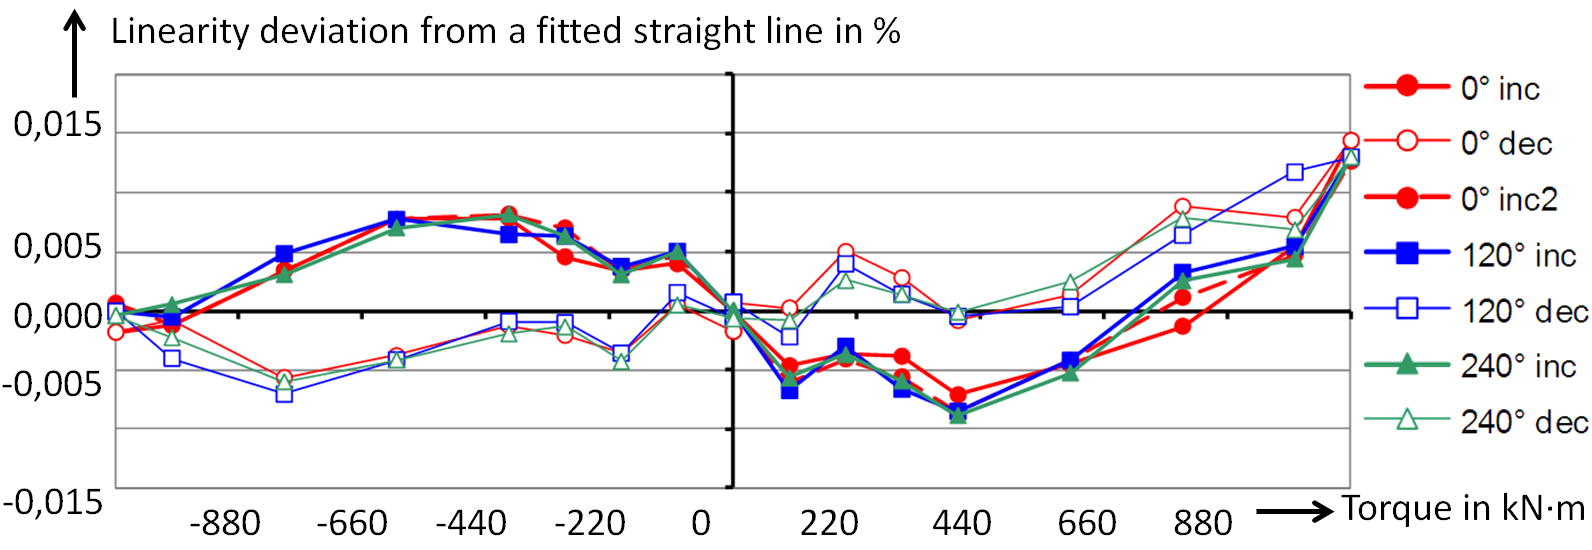 Linearity deviation from a fitted straight line in %
0,015
0,005
0,000
-0,005
-0,015
-880 -660 -440 -220 0 220 440 660 880
Torque in kN·m
0° inc
0° dec
0° inc2
120° inc
120° dec
240° inc
240° dec